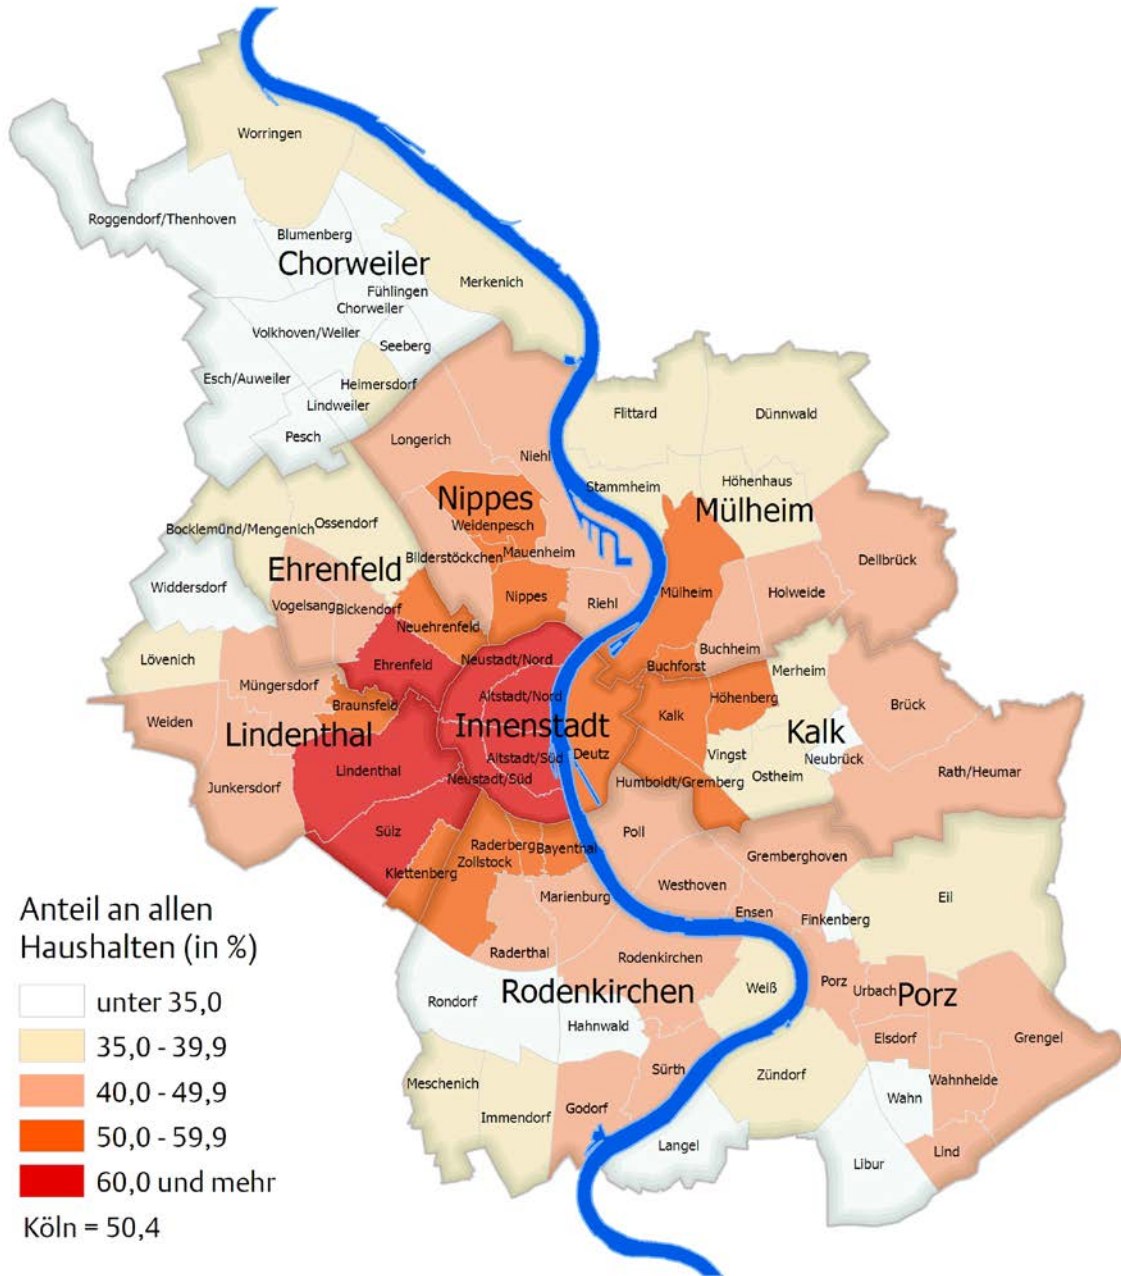 Worringen
Roggendorf/Thenhoven
Blumenberg
Chorweiler
Fühlingen
Merkenich
Chorweiler
Volkhoven/Weiler
Seeberg
Esch/Auweiler
Heimersdorf
Lindweiler
Pesch
Longerich
Niehl
Flittard
Dünnwald
Stammheim
Höhenhaus
Nippes
Mülheim
Weidenpesch
Bocklemünd/Mengenich
Ossendorf
Bilderstöckchen
Mauenheim
Dellbrück
Ehrenfeld
Widdersdorf
Vogelsang
Bickendorf
Nippes
Riehl
Mülheim
Holweide
Neuehrenfeld
Buchheim
Lövenich
Ehrenfeld
Neustadt/Nord
Buchforst
Merheim
Müngersdorf
Altstadt/Nord
Höhenberg
Braunsfeld
Brück
Weiden
Lindenthal
Innenstadt
Kalk
Kalk
Deutz
Vingst
Neubrück
Altstadt/Süd
Lindenthal
Neustadt/Süd
Humboldt/Gremberg
Ostheim
Rath/Heumar
Junkersdorf
Sülz
Raderberg
Bayenthal
Zollstock
Poll
Gremberghoven
Klettenberg
Marienburg
Westhoven
Eil
Ensen
Finkenberg
Raderthal
Rodenkirchen
Porz
Urbach
Porz
Weiß
Rondorf
Rodenkirchen
Hahnwald
Elsdorf
Grengel
Sürth
Zündorf
Wahnheide
Meschenich
Wahn
Immendorf
Godorf
Langel
Libur
Lind
Anteil an allen
Haushalten (in %)
unter 35,0
35,0 - 39,9
40,0 - 49,9
50,0 - 59,9
60,0 und mehr
Köln = 50,4